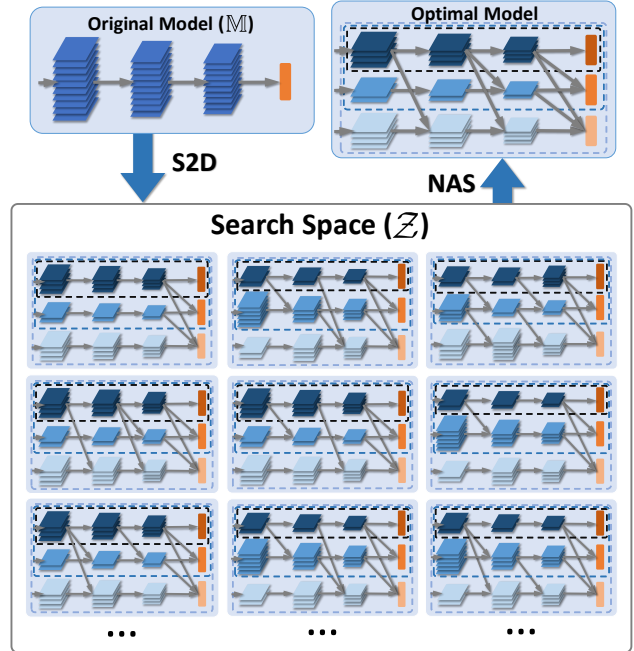 Original Model (𝕄)
Optimal Model
S2D
NAS
Search Space (𝒵)
... ... ...